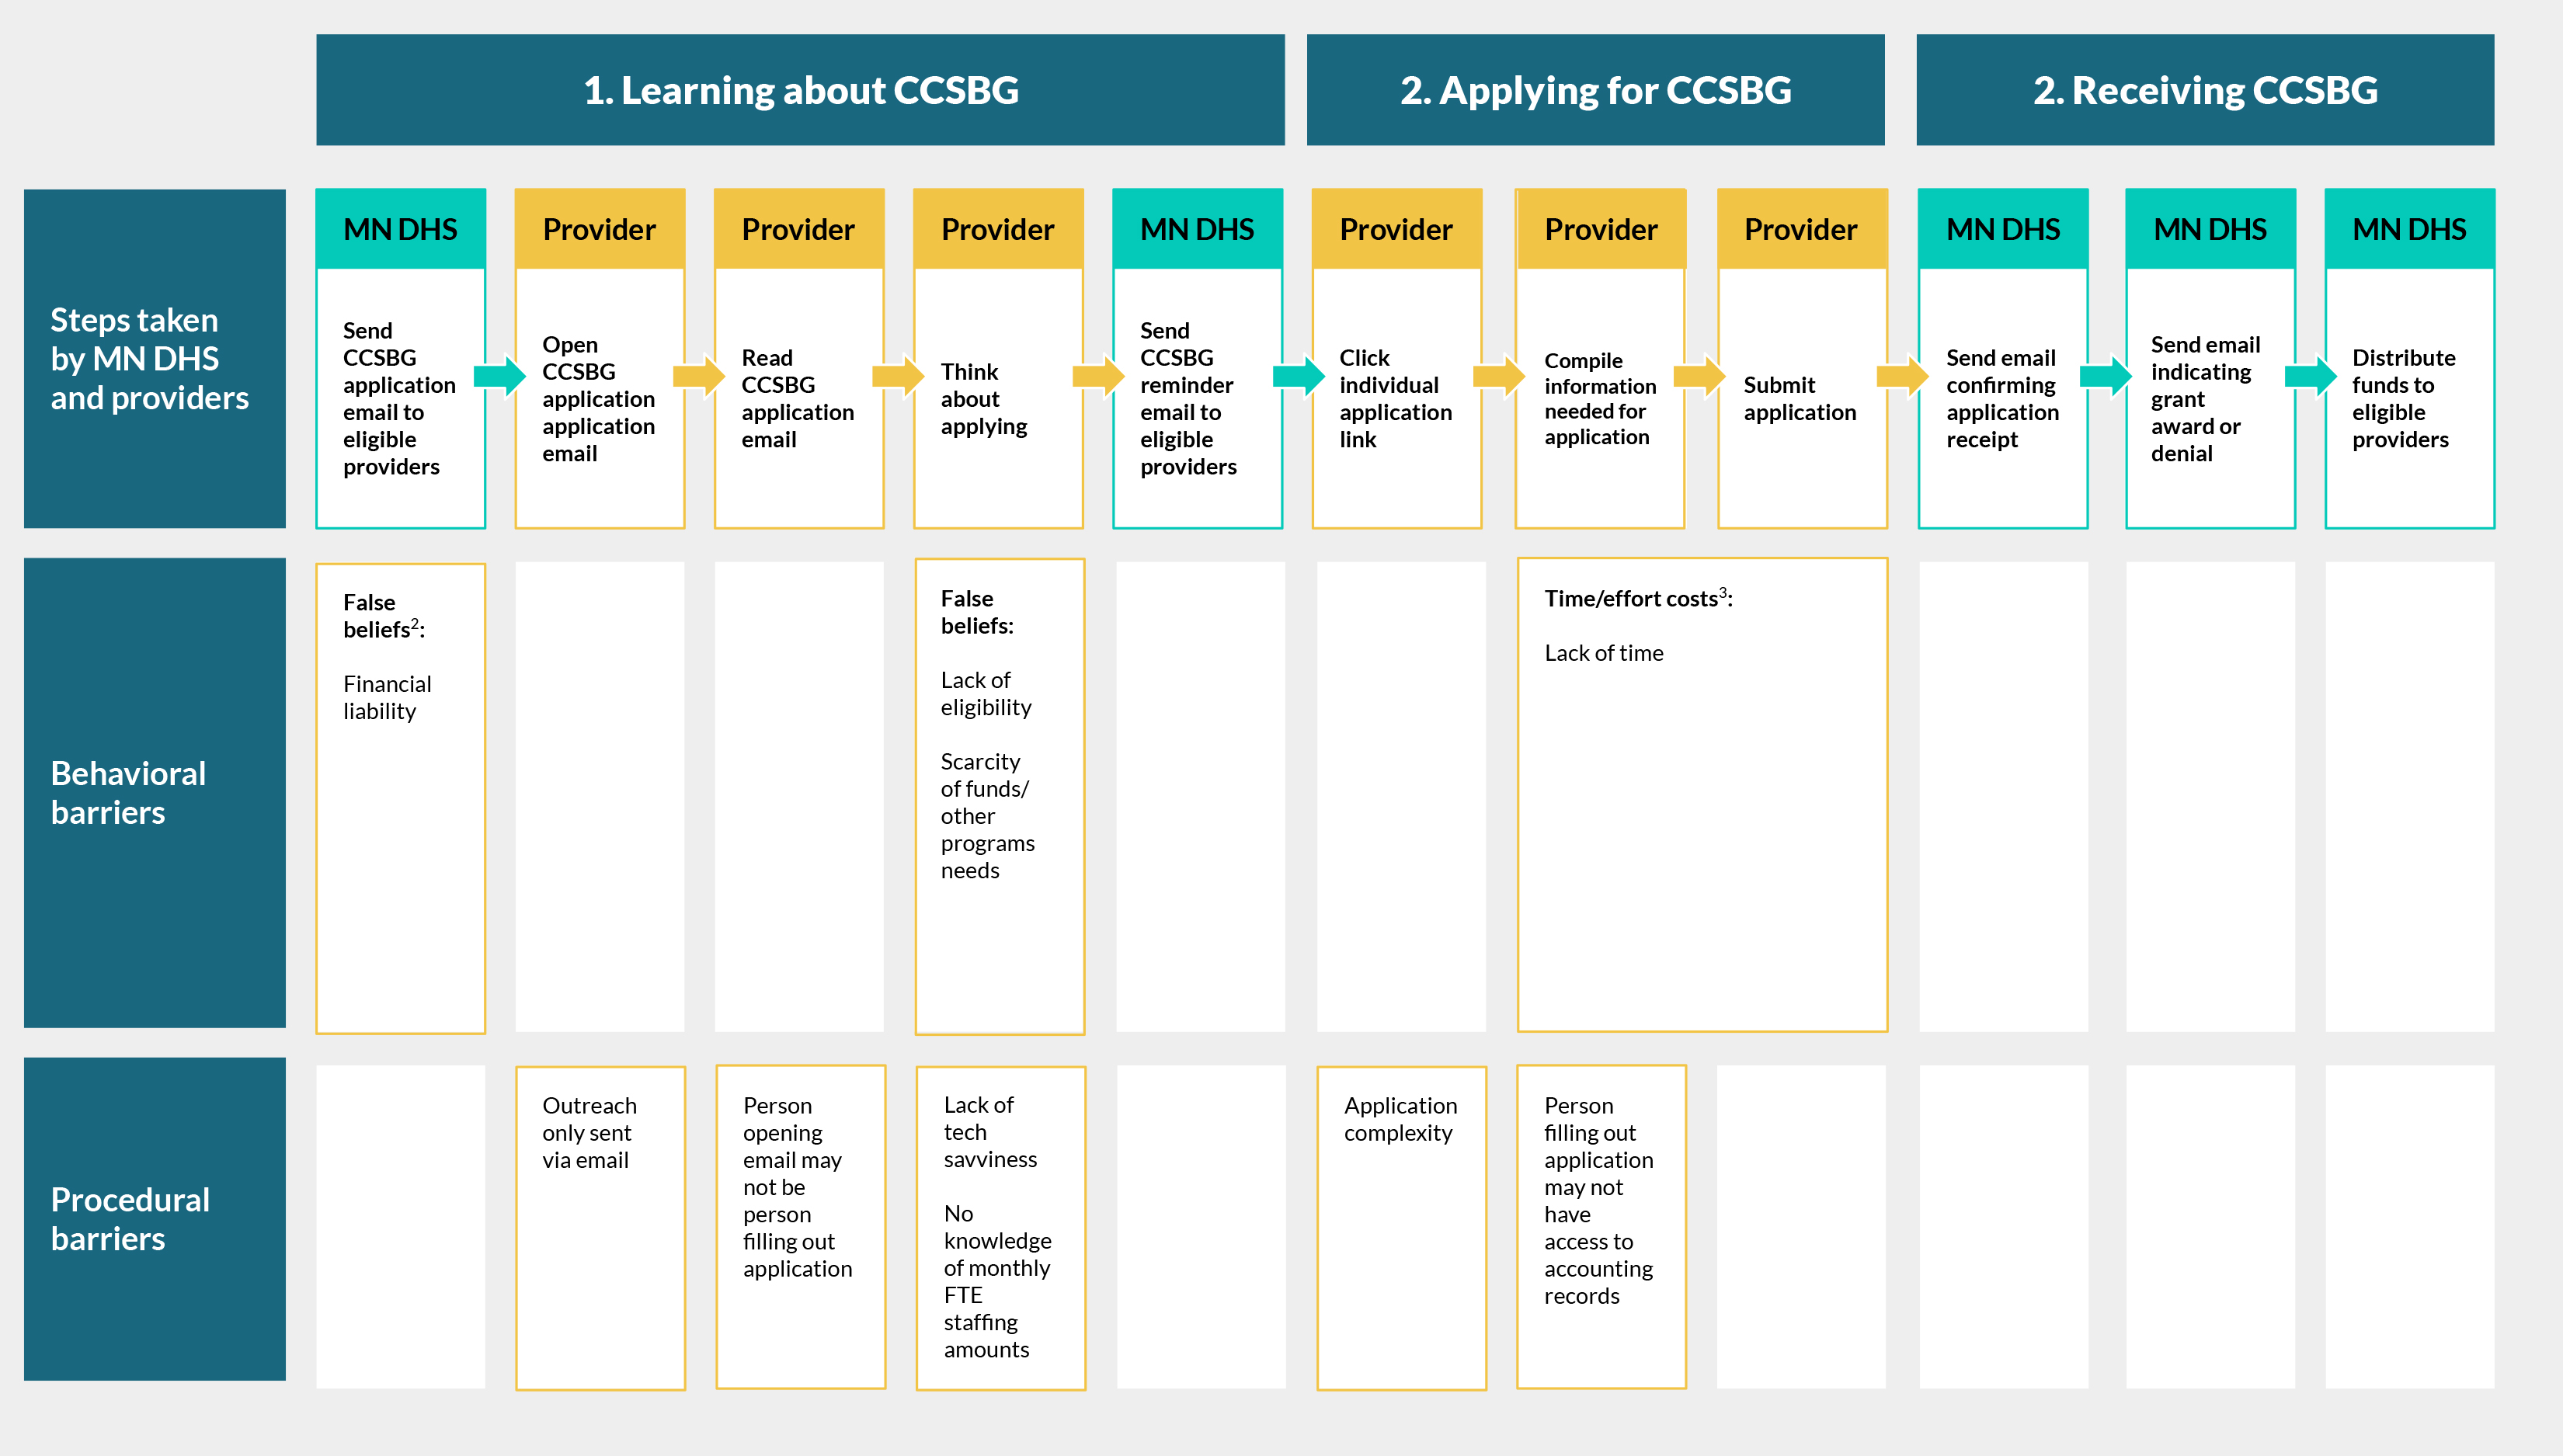 1. Learning about CCSBG
2. Applying for CCSBG
2. Receiving CCSBG
Steps taken
by MN DHS
and providers
MN DHS
Send
CCSBG
application
email to
eligible
providers
Provider
Open
CCSBG
application
application
email
Provider
Read
CCSBG
application
email
Provider
Think
about
applying
MN DHS
Send
CCSBG
reminder
email to
eligible
providers
Provider
Click
individual
application
link
Provider
Compile
information
needed for
application
Provider
Submit
application
MN DHS
Send email
confirming
application
receipt
MN DHS
Send email
indicating
grant
award or
denial
MN DHS
Distribute
funds to
eligible
providers
Behavioral
barriers
False
beliefs²:
Financial
liability
False
beliefs:
Lack of
eligibility
Scarcity
of funds/
other
programs
needs
Time/effort costs³:
Lack of time
Procedural
barriers
Outreach
only sent
via email
Person
opening
email may
not be
person
filling out
application
Lack of
tech
savviness
No
knowledge
of monthly
FTE
staffing
amounts
Application
complexity
Person
filling out
application
may not
have
access to
accounting
records